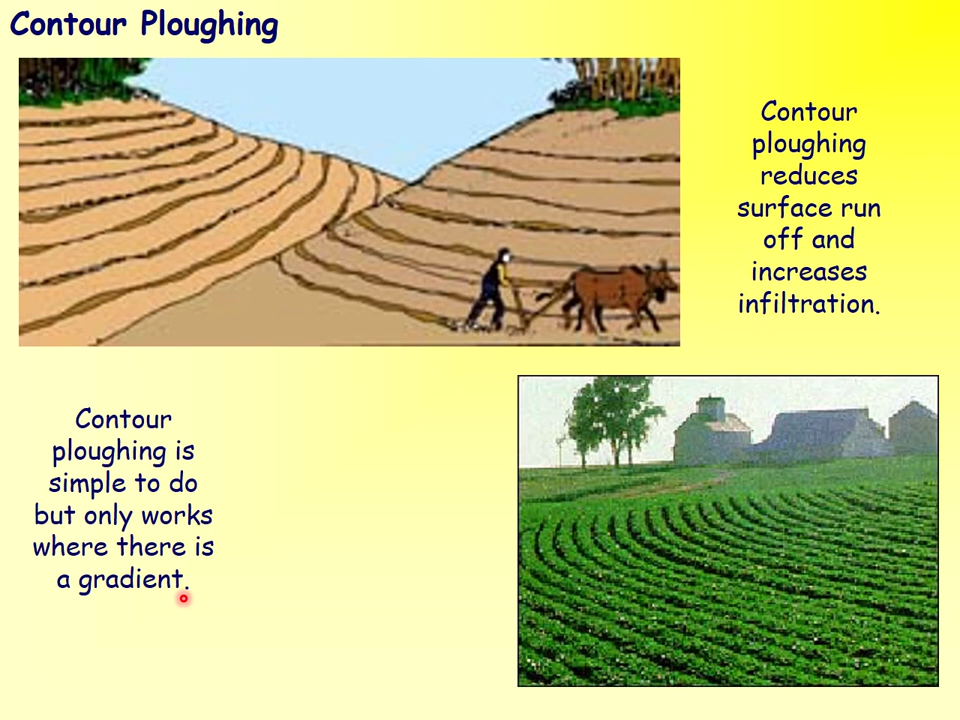 Contour Ploughing
Contour
ploughing
reduces
surface run
off and
increases
infiltration.
Contour
ploughing is
simple to do
but only works
where there is
a gradient.